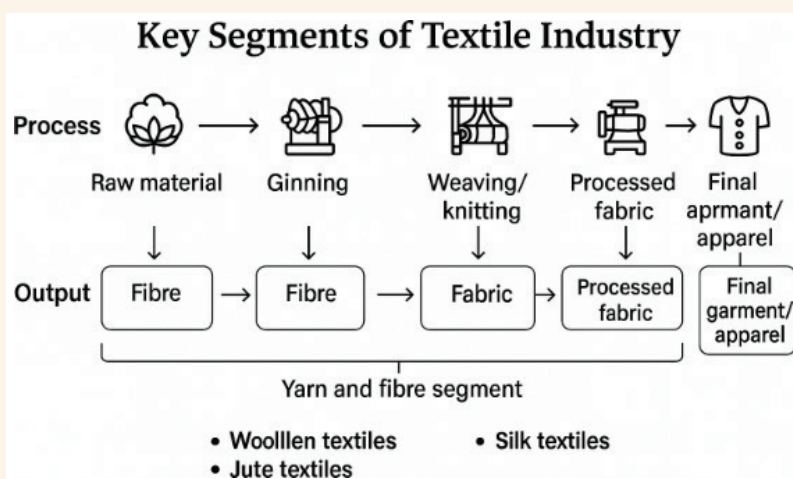 Key Segments of Textile Industry
Process
Raw material
Ginning
Weaving/
knitting
Processed
fabric
Final
aprmant/
apparel
Output
Fibre
Fibre
Fabric
Processed
fabric
Final
garment/
apparel
Yarn and fibre segment
• Woolllen textiles
• Silk textiles
• Jute textiles